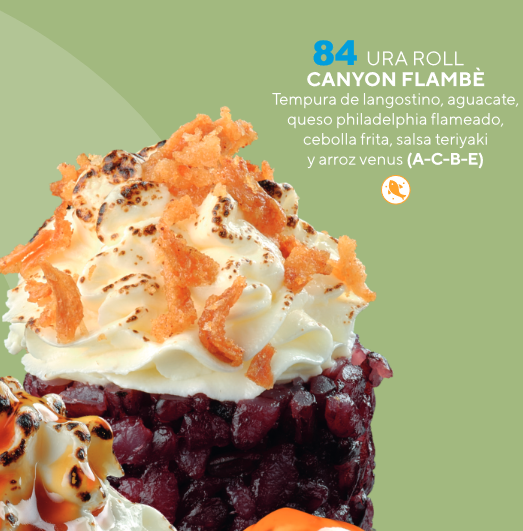 84 URA ROLL
CANYON FLAMBÈ
Tempura de langostino, aguacate,
queso philadelphia flameado,
cebolla frita, salsa teriyaki
y arroz venus (A-C-B-E)